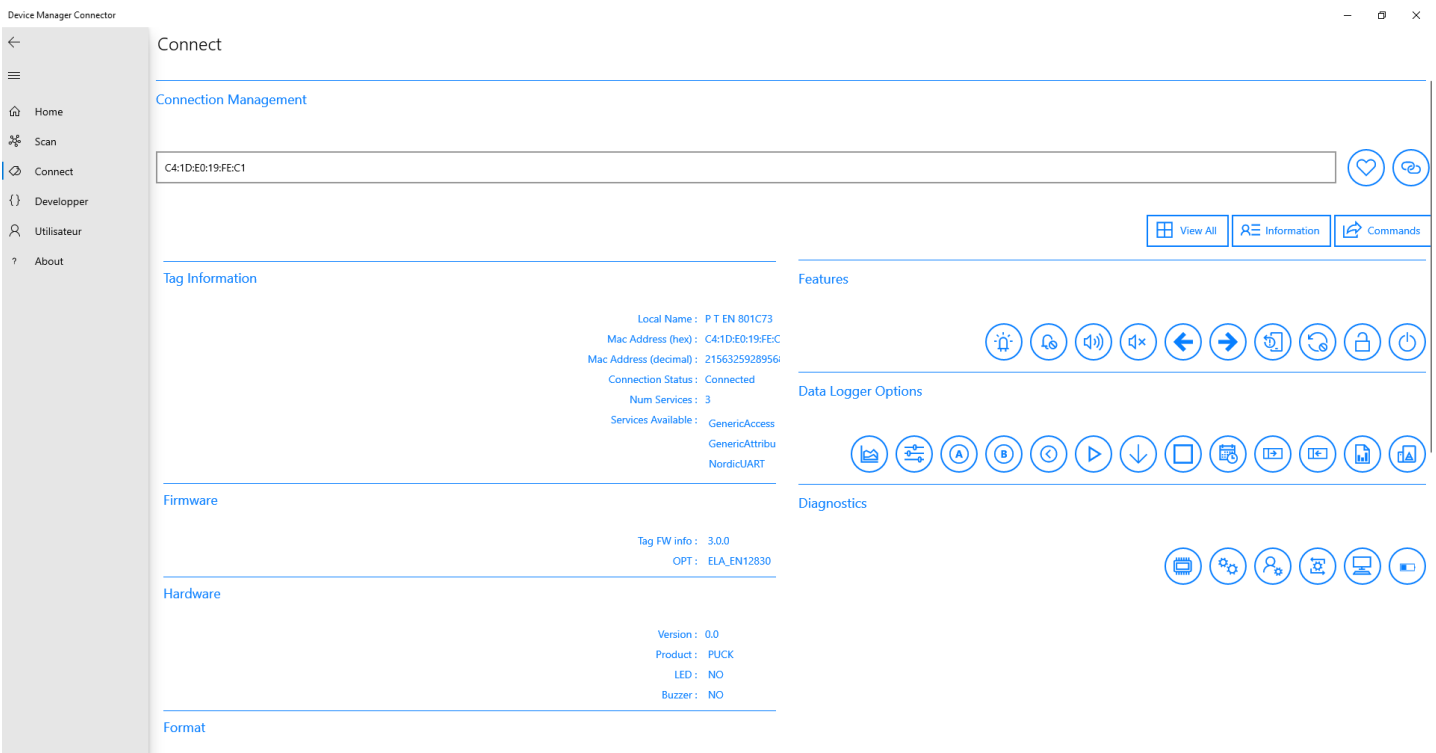 Device Manager Connector
Connect
Home
Scan
Connect
Developper
Utilisateur
? About
Connection Management
C4:1D:E0:19:FE:C1
View All
Information
Commands
Tag Information
Local Name : P T EN 801C73
Mac Address (hex) : C4:1D:E0:19:FE:C
Mac Address (decimal) : 2156325928956
Connection Status : Connected
Num Services : 3
Services Available : GenericAccess
GenericAttribu
NordicUART
Firmware
Tag FW info : 3.0.0
OPT : ELA_EN12830
Hardware
Version : 0.0
Product : PUCK
LED : NO
Buzzer : NO
Format
Features
Data Logger Options
A
B
Diagnostics